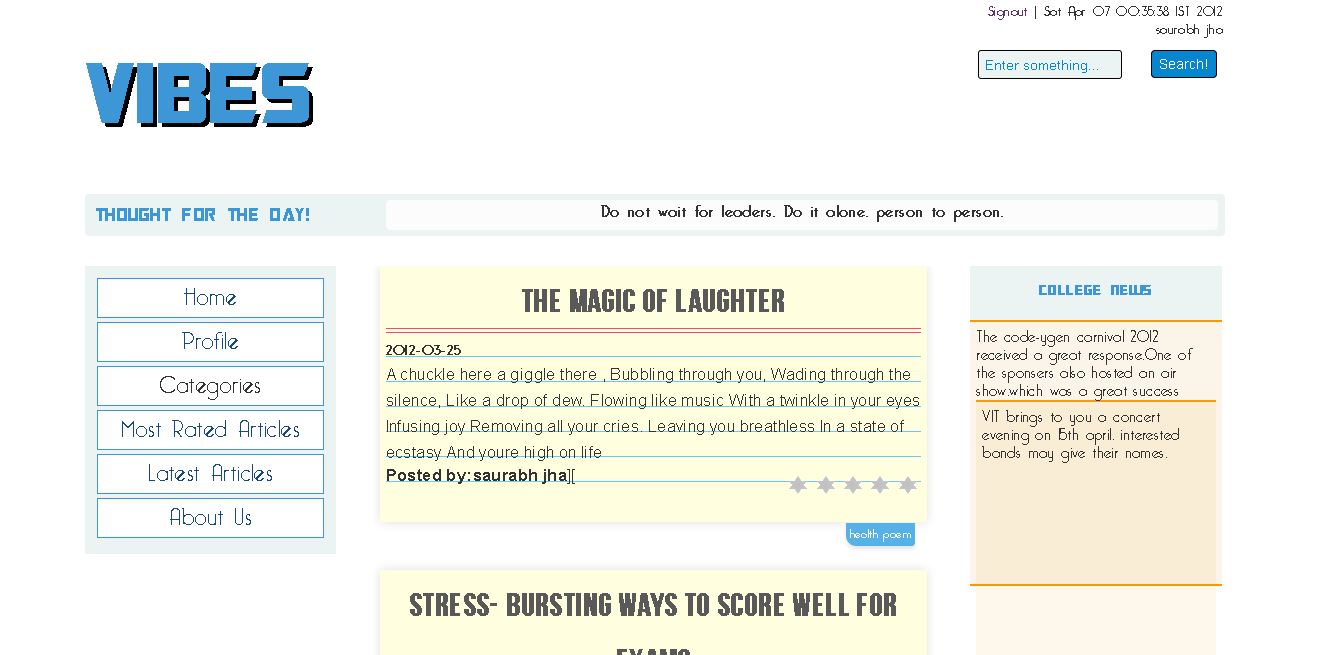 Signout | Sat Apr 07 00:35:38 IST 2012
saurabh jha
Enter something...
Search!
VIBES
THOUGHT FOR THE DAY!
Do not wait for leaders. Do it alone. person to person.
Home
Profile
Categories
Most Rated Articles
Latest Articles
About Us
THE MAGIC OF LAUGHTER
2012-03-25
A chuckle here a giggle there , Bubbling through you, Wading through the
silence, Like a drop of dew. Flowing like music With a twinkle in your eyes
Infusing joy Removing all your cries. Leaving you breathless In a state of
ecstasy And youre high on life
Posted by: saurabh jha][
health poem
STRESS- BURSTING WAYS TO SCORE WELL FOR
EXAMS
COLLEGE NEWS
The code-ygen carnival 2012
received a great response.One of
the sponsers also hosted an air
show.which was a great success
VIT brings to you a concert
evening on 15th april. interested
bands may give their names.